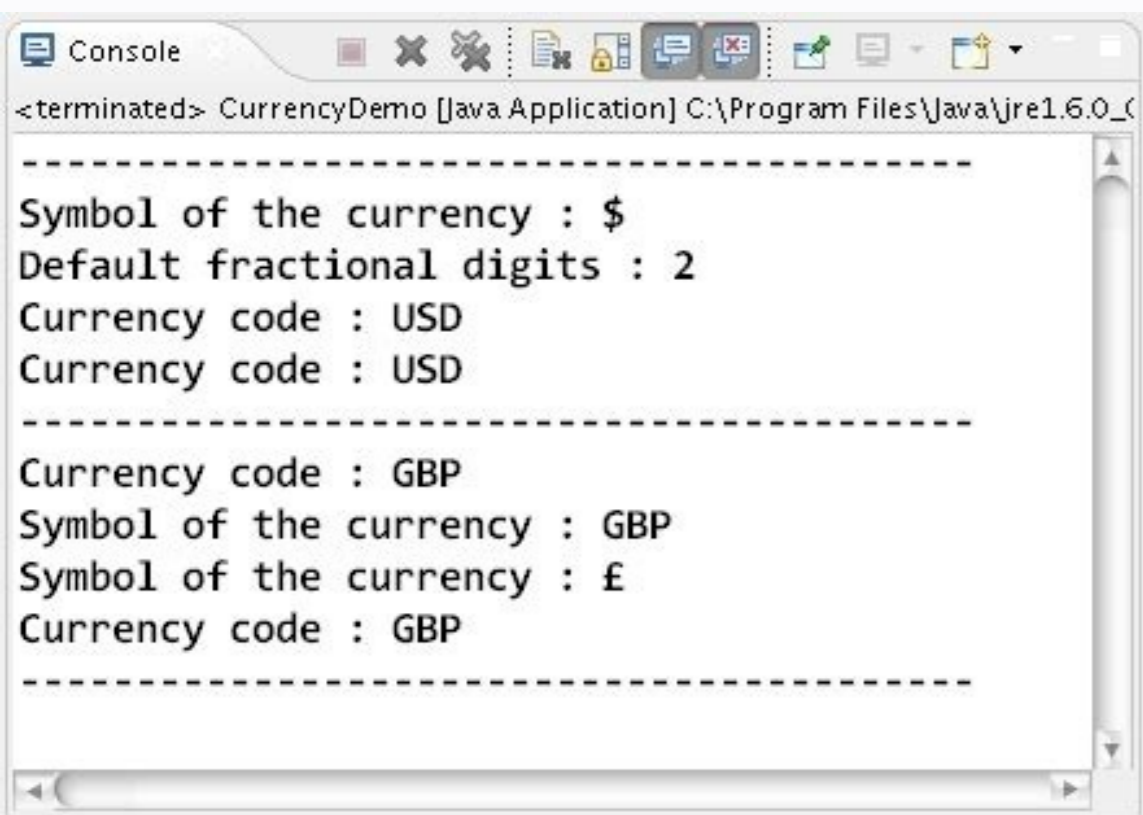 Console
<terminated> CurrencyDemo [Java Application] C:\Program Files\Java\jre1.6.0_
-----------------------------------------
Symbol of the currency : $
Default fractional digits : 2
Currency code : USD
Currency code : USD
-----------------------------------------
Currency code : GBP
Symbol of the currency : GBP
Symbol of the currency : £
Currency code : GBP
-----------------------------------------